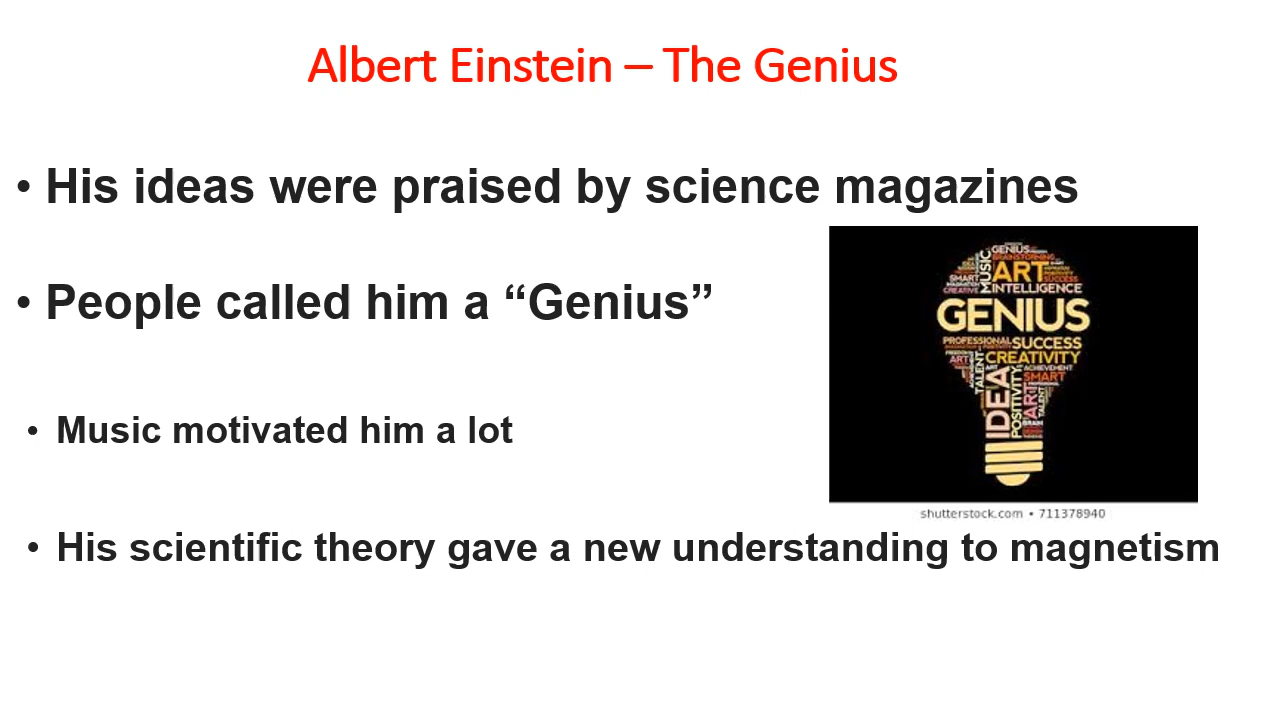 Albert Einstein – The Genius
• His ideas were praised by science magazines
• People called him a “Genius”
GENIUS
BRAINSTORMING
MUSIC
ART
SMART
SUCCESS
CREATIVE
INTELLIGENCE
GENIUS
PROFESSIONAL
SUCCESS
ART
TALENT
CREATIVITY
ART
ACHIEVEMENT
SMART
IDEA
POSITIVITY
ART
TALENT
BRAIN
shutterstock.com • 711378940
• Music motivated him a lot
• His scientific theory gave a new understanding to magnetism